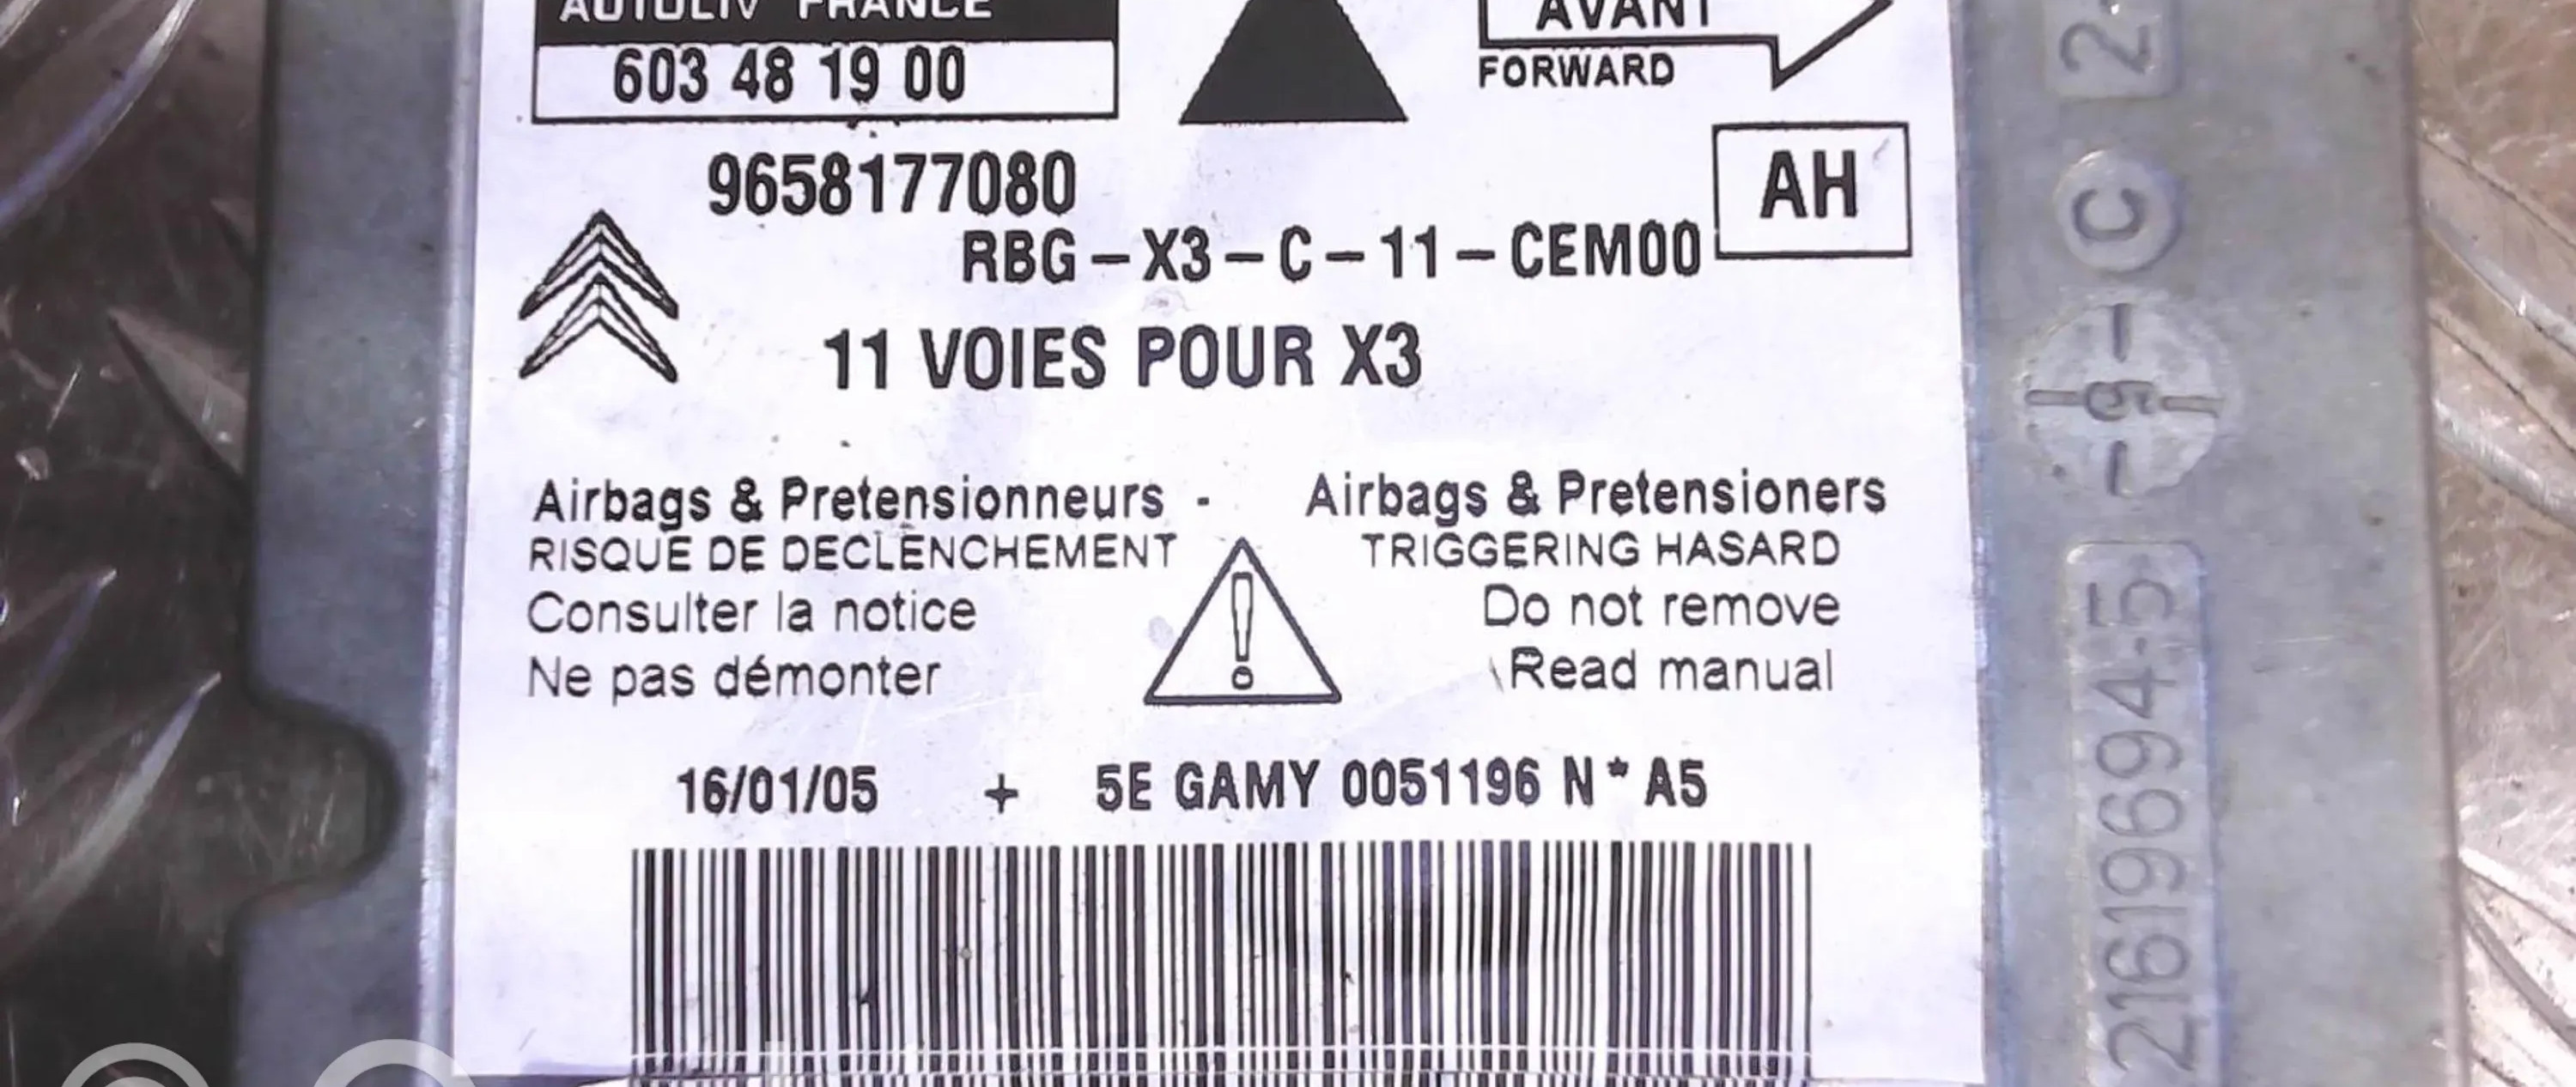 AUTOLIV FRANCE
603 48 19 00
AVANT
FORWARD
9658177080
AH
RBG-X3-C-11-CEM00
11 VOIES POUR X3
Airbags & Pretensionneurs - Airbags & Pretensioners
RISQUE DE DECLENCHEMENT
TRIGGERING HASARD
Consulter la notice
Do not remove
Ne pas démonter
Read manual
16/01/05 + 5E GAMY 0051196 N*A5
C
21619694-5